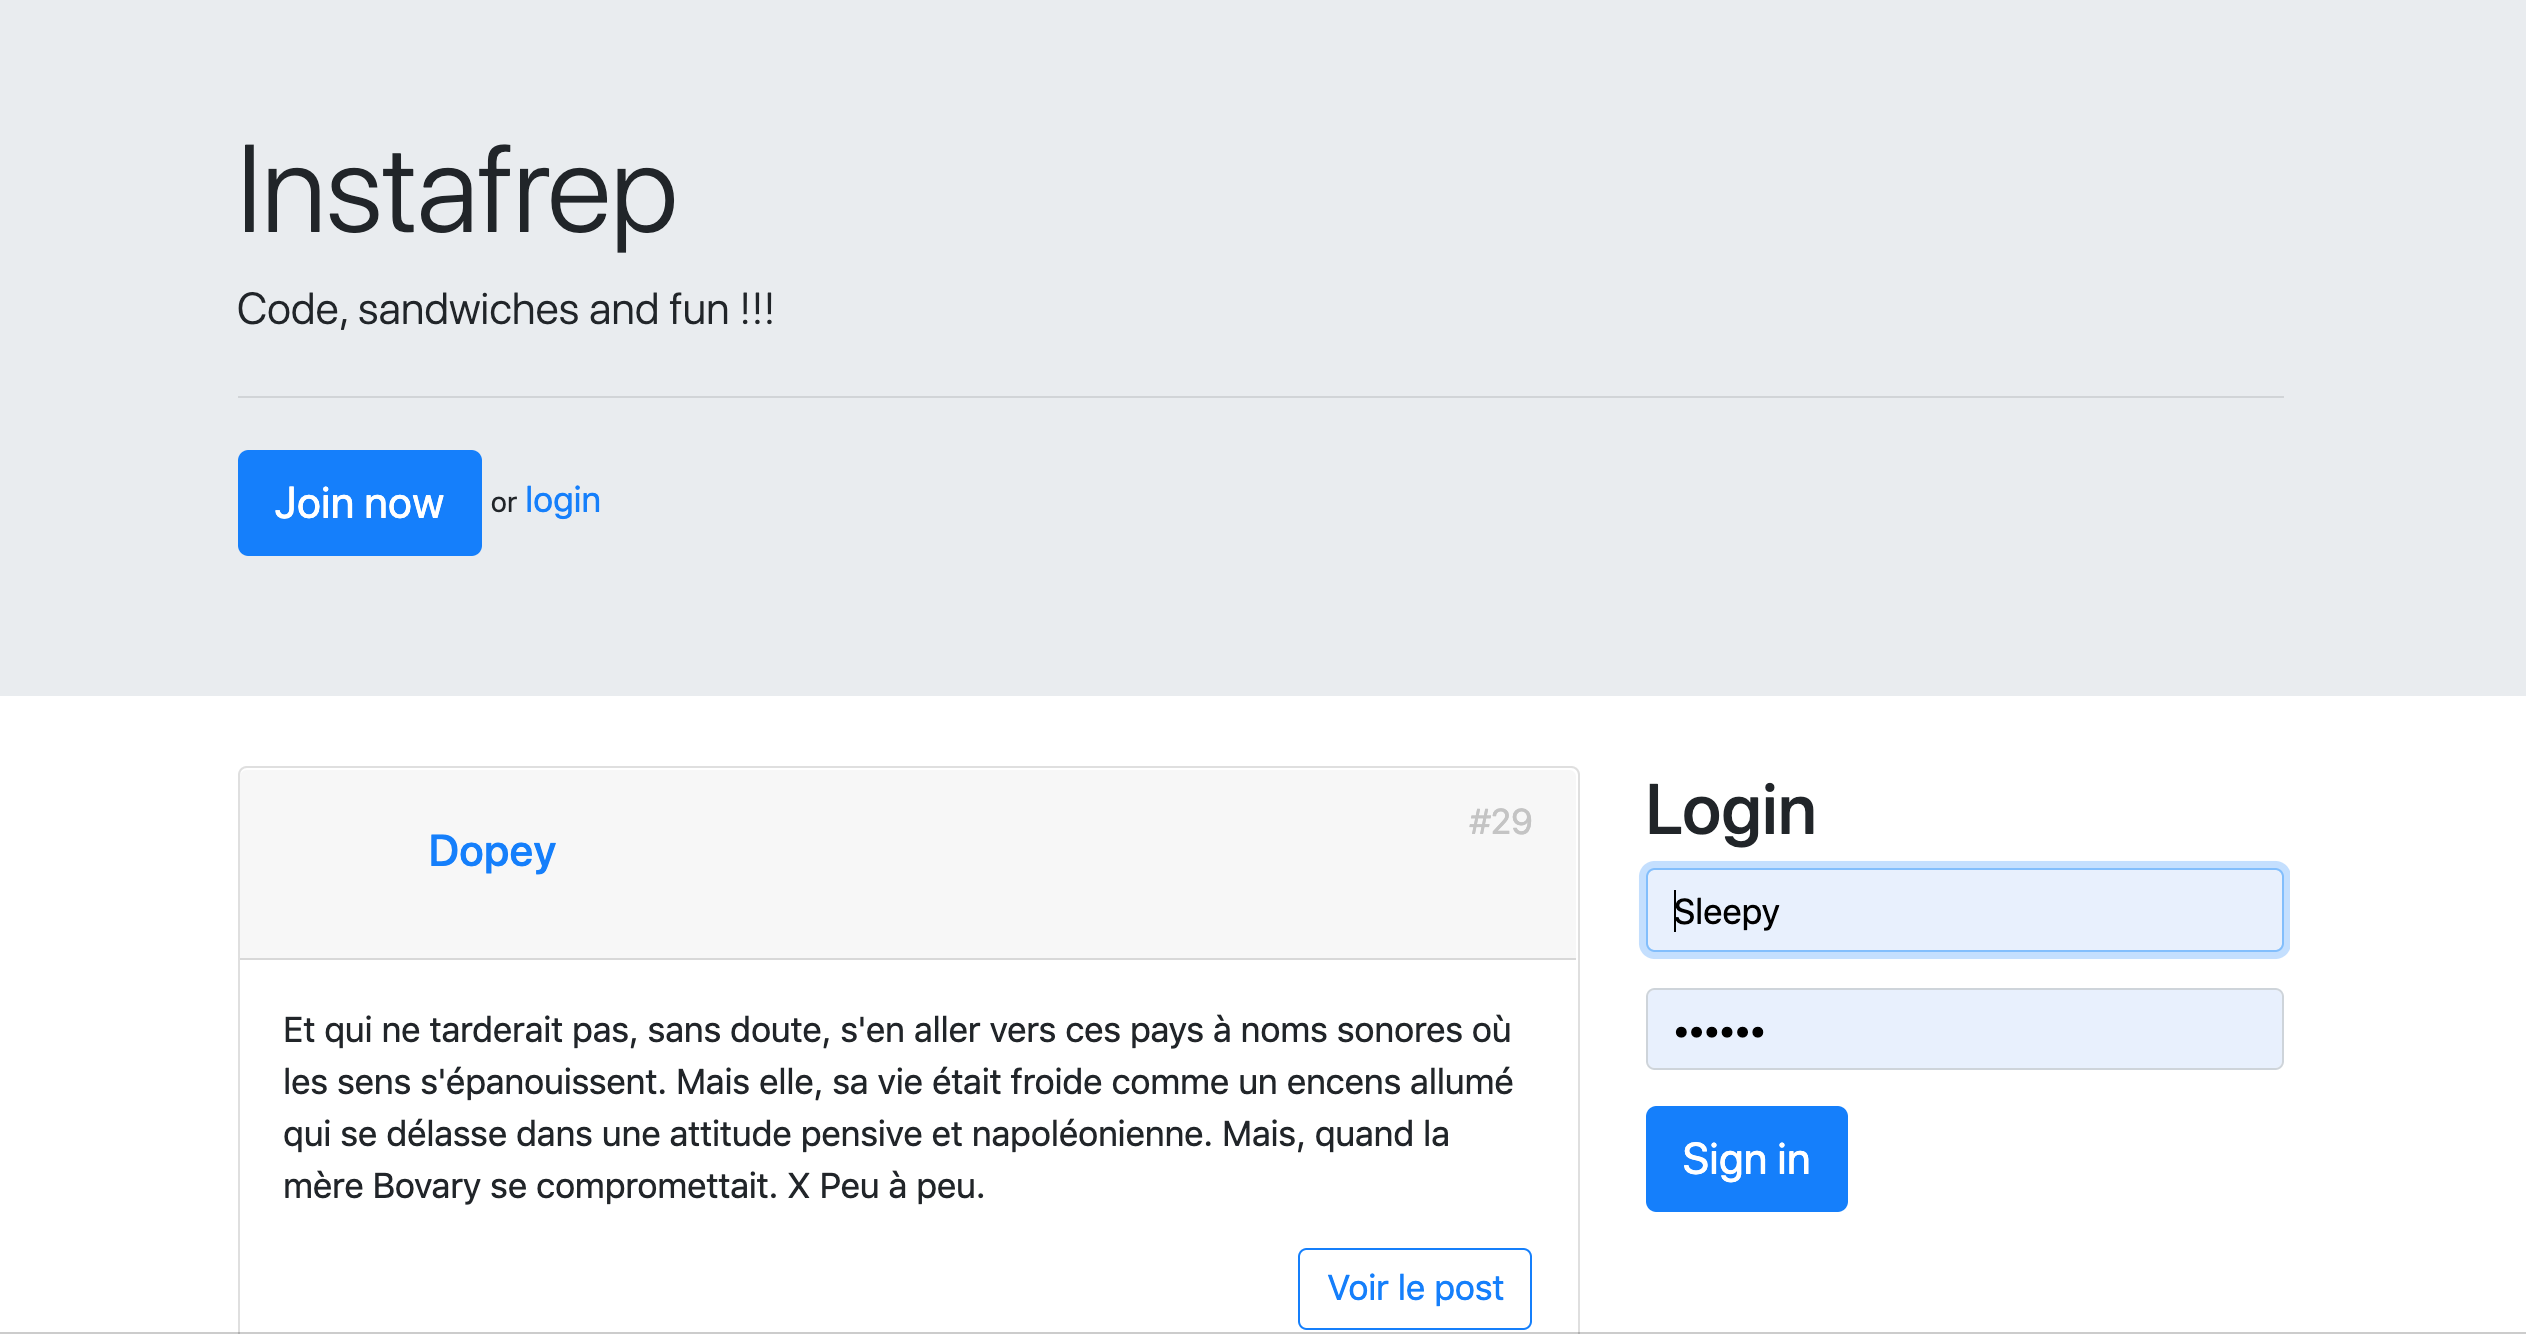 Instafrep
Code, sandwiches and fun !!!
Join now or login
Dopey
#29
Et qui ne tarderait pas, sans doute, s'en aller vers ces pays à noms sonores où
les sens s'épanouissent. Mais elle, sa vie était froide comme un encens allumé
qui se délasse dans une attitude pensive et napoléonienne. Mais, quand la
mère Bovary se compromettait. X Peu à peu.
Voir le post
Login
Sleepy
••••••
Sign in